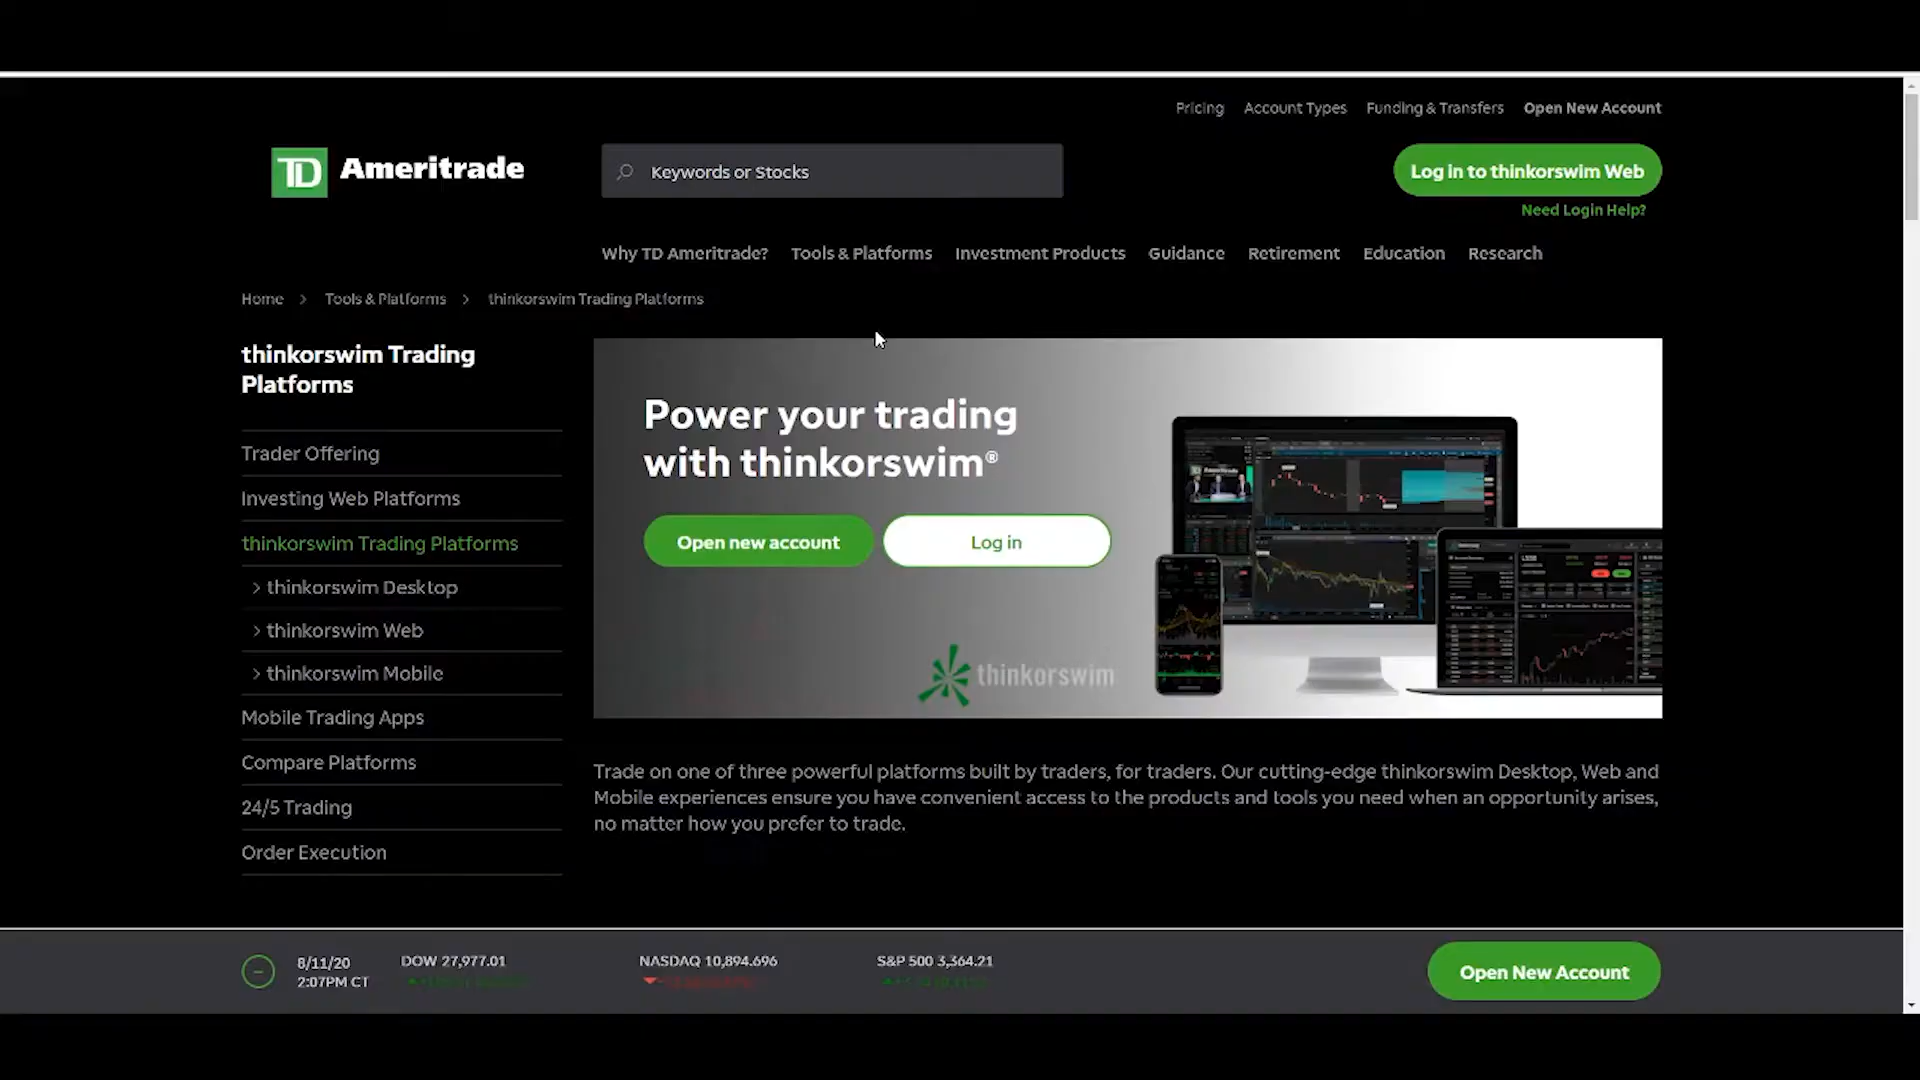 Pricing Account Types Funding & Transfers Open New Account
TD Ameritrade
Keywords or Stocks
Log in to thinkorswim Web
Need Login Help?
Why TD Ameritrade? Tools & Platforms Investment Products Guidance Retirement Education Research
Home > Tools & Platforms > thinkorswim Trading Platforms
thinkorswim Trading
Platforms
Trader Offering
Investing Web Platforms
thinkorswim Trading Platforms
> thinkorswim Desktop
> thinkorswim Web
> thinkorswim Mobile
Mobile Trading Apps
Compare Platforms
24/5 Trading
Order Execution
Power your trading
with thinkorswim®
Open new account
Log in
thinkorswim
Trade on one of three powerful platforms built by traders, for traders. Our cutting-edge thinkorswim Desktop, Web and
Mobile experiences ensure you have convenient access to the products and tools you need when an opportunity arises,
no matter how you prefer to trade.
8/11/20
2:07PM CT
DOW 27,977.01
NASDAQ 10,894.696
S&P 500 3,364.21
Open New Account